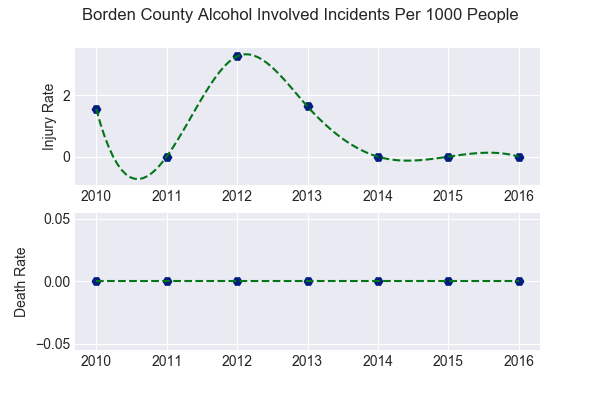 Borden County Alcohol Involved Incidents Per 1000 People
Injury Rate
2
0
2010 2011 2012 2013 2014 2015 2016
Death Rate
0.05
0.00
−0.05
2010 2011 2012 2013 2014 2015 2016